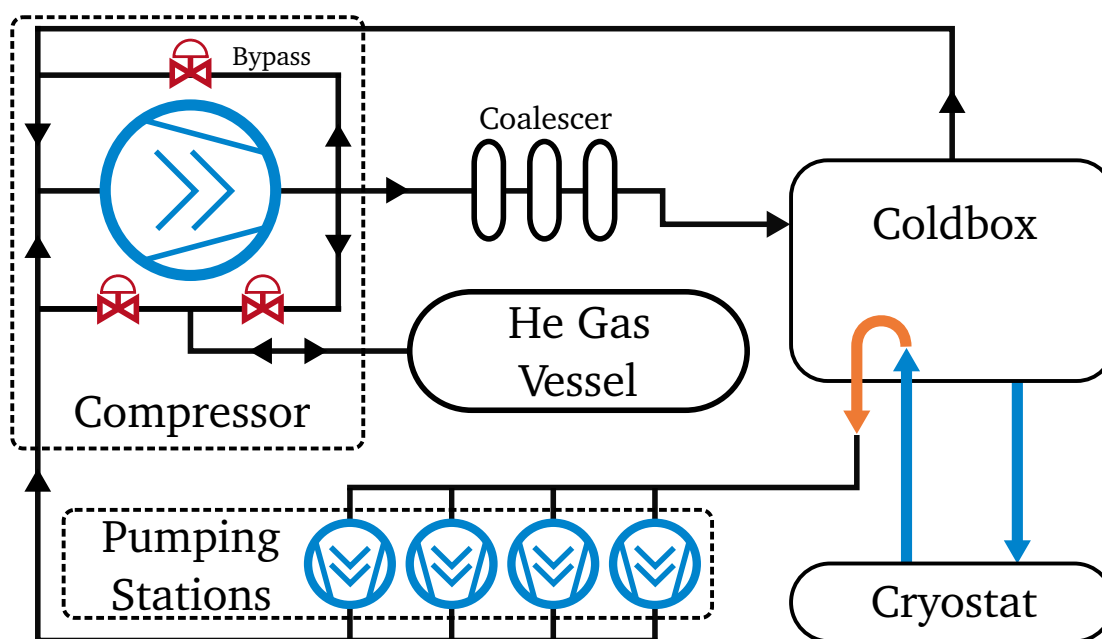 Bypass
Coalescer
Coldbox
He Gas
Vessel
Compressor
Pumping
Stations
Cryostat